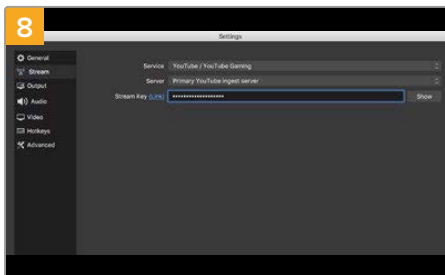 8
Settings
General
Stream
Output
Audio
Video
Hotkeys
Advanced
Service YouTube / YouTube Gaming
Server Primary YouTube ingest server
Stream Key (Link) •••••••••••••••••••• Show